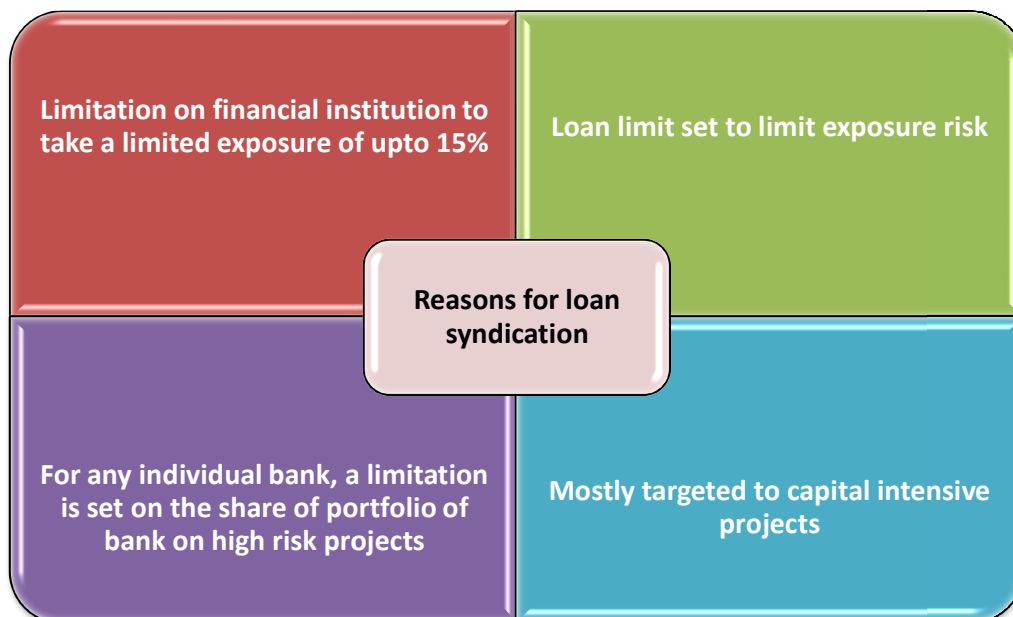 Limitation on financial institution to
take a limited exposure of upto 15%
Loan limit set to limit exposure risk
Reasons for loan
syndication
For any individual bank, a limitation
is set on the share of portfolio of
bank on high risk projects
Mostly targeted to capital intensive
projects